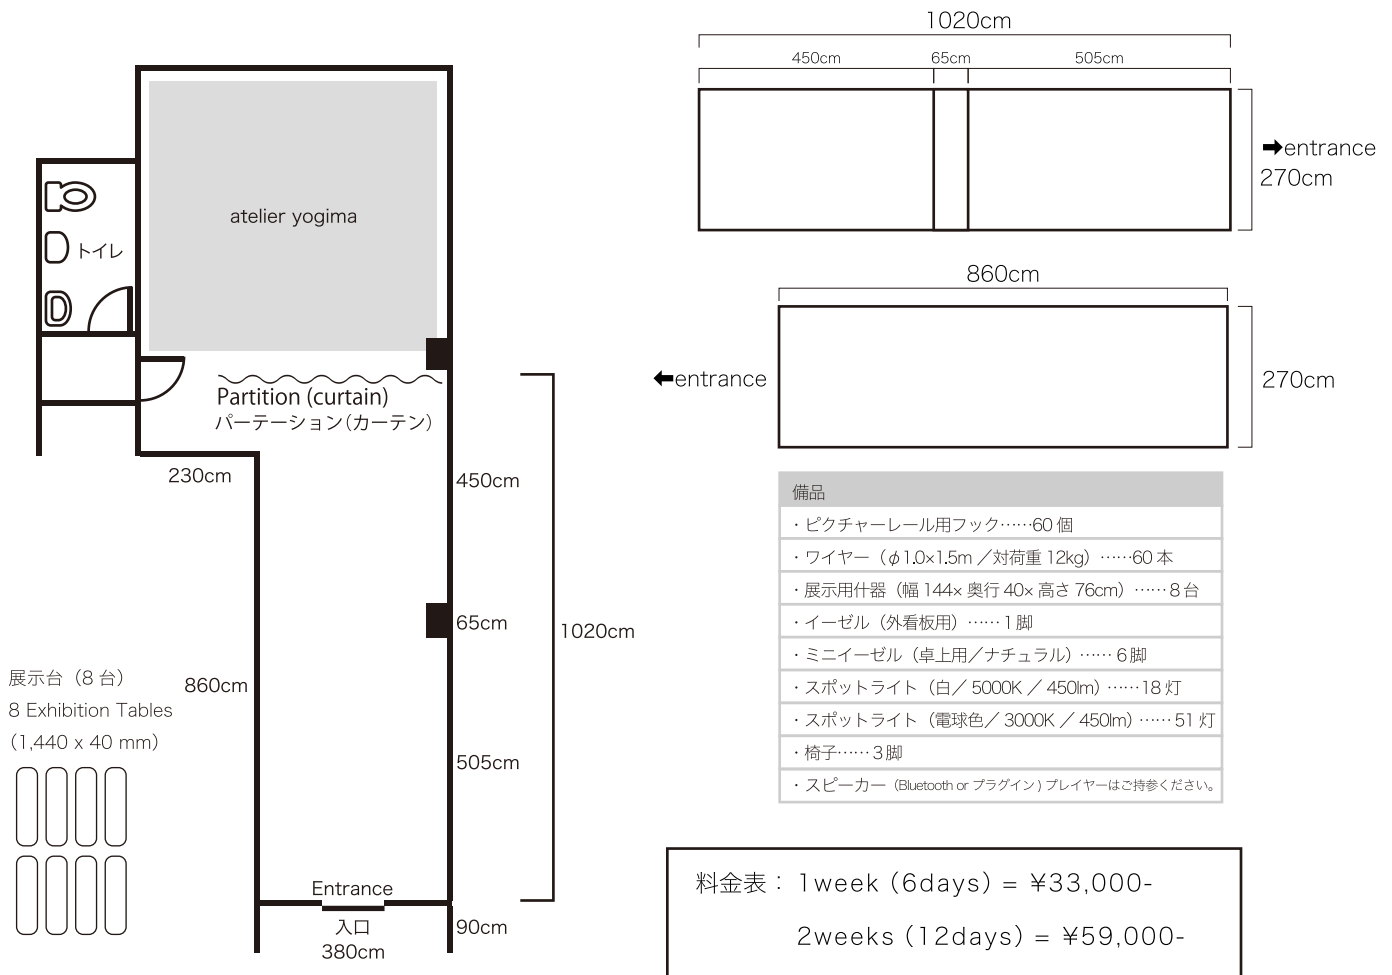 atelier yogima
トイレ
Partition (curtain)
パーテーション(カーテン)
230cm
450cm
65cm
1020cm
860cm
505cm
展示台（8 台）
8 Exhibition Tables
(1,440 x 40 mm)
Entrance
入口
380cm
90cm
1020cm
450cm
65cm
505cm
➡entrance
270cm
860cm
⬅entrance
270cm
備品
・ピクチャーレール用フック……60 個
・ワイヤー（φ1.0×1.5m ／対荷重 12kg）……60 本
・展示用什器（幅 144× 奥行 40× 高さ 76cm）……8 台
・イーゼル（外看板用）……1 脚
・ミニイーゼル（卓上用／ナチュラル）……6 脚
・スポットライト（白／ 5000K ／ 450lm）……18 灯
・スポットライト（電球色／ 3000K ／ 450lm）……51 灯
・椅子……3 脚
・スピーカー（Bluetooth or プラグイン ) プレイヤーはご持参ください。
料金表： 1week (6days) = ¥33,000-
2weeks (12days) = ¥59,000-